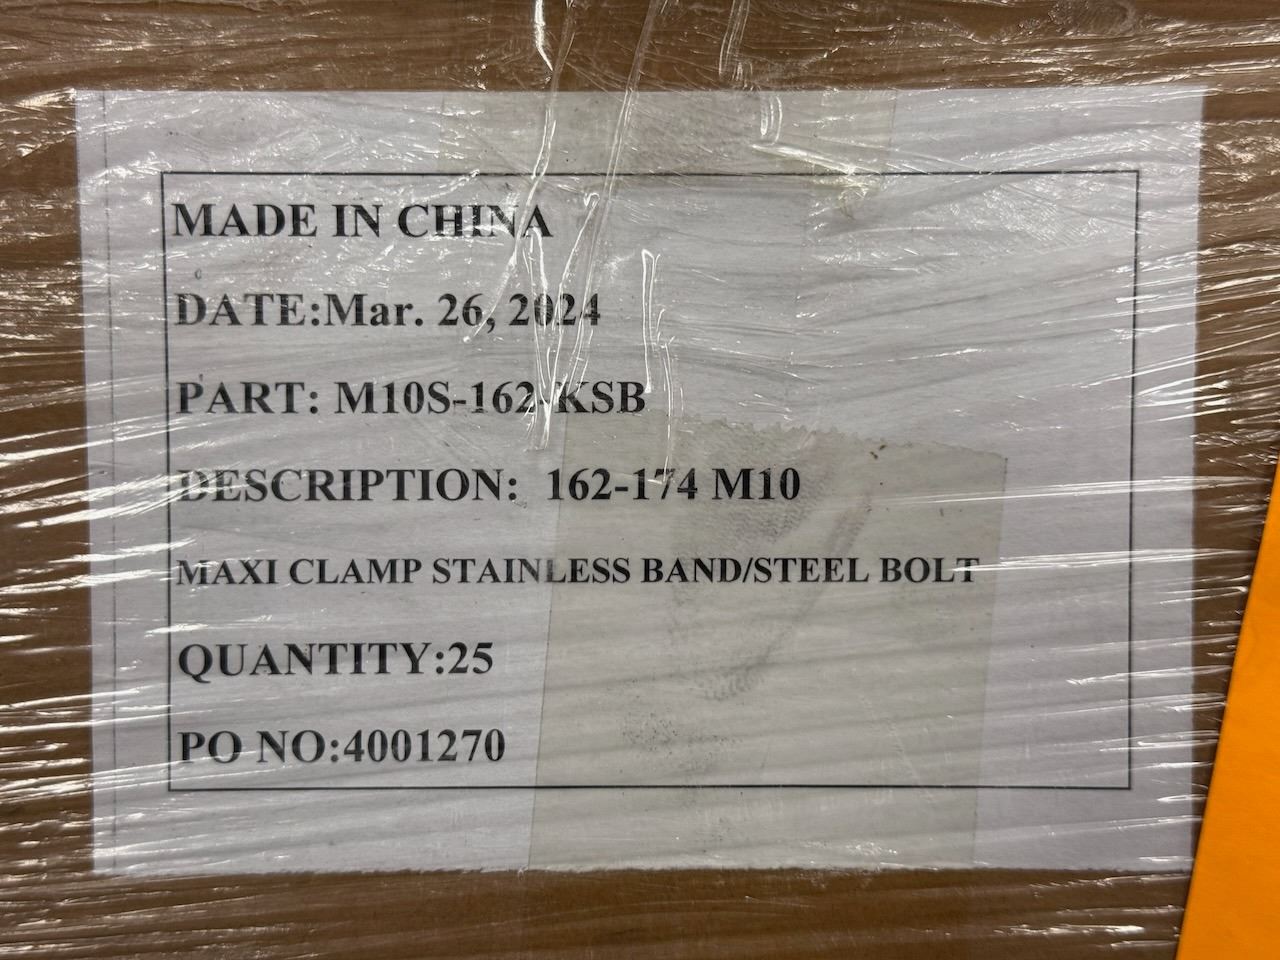 MADE IN CHINA
DATE:Mar. 26, 2024
PART: M10S-162-KSB
DESCRIPTION: 162-174 M10
MAXI CLAMP STAINLESS BAND/STEEL BOLT
QUANTITY:25
PO NO:4001270